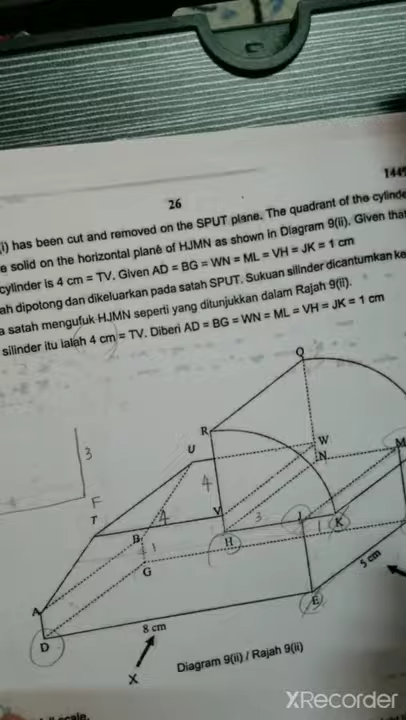 26
1449
(i) has been cut and removed on the SPUT plane. The quadrant of the cylinde
e solid on the horizontal plane of HJMN as shown in Diagram 9(ii). Given that
cylinder is 4 cm = TV. Given AD = BG = WN = ML = VH = JK = 1 cm
ah dipotong dan dikeluarkan pada satah SPUT. Sukuan silinder dicantumkan ke
a satah mengufuk HJMN seperti yang ditunjukkan dalam Rajah 9(ii).
silinder itu ialah 4 cm = TV. Diberi AD = BG = WN = ML = VH = JK = 1 cm
Q
R
W
U
N
M
3
4
F
T
4
V
3
J
K
B
H
1
1
G
A
5 cm
D
8 cm
E
X
Diagram 9(ii) / Rajah 9(ii)
scale.
XRecorder